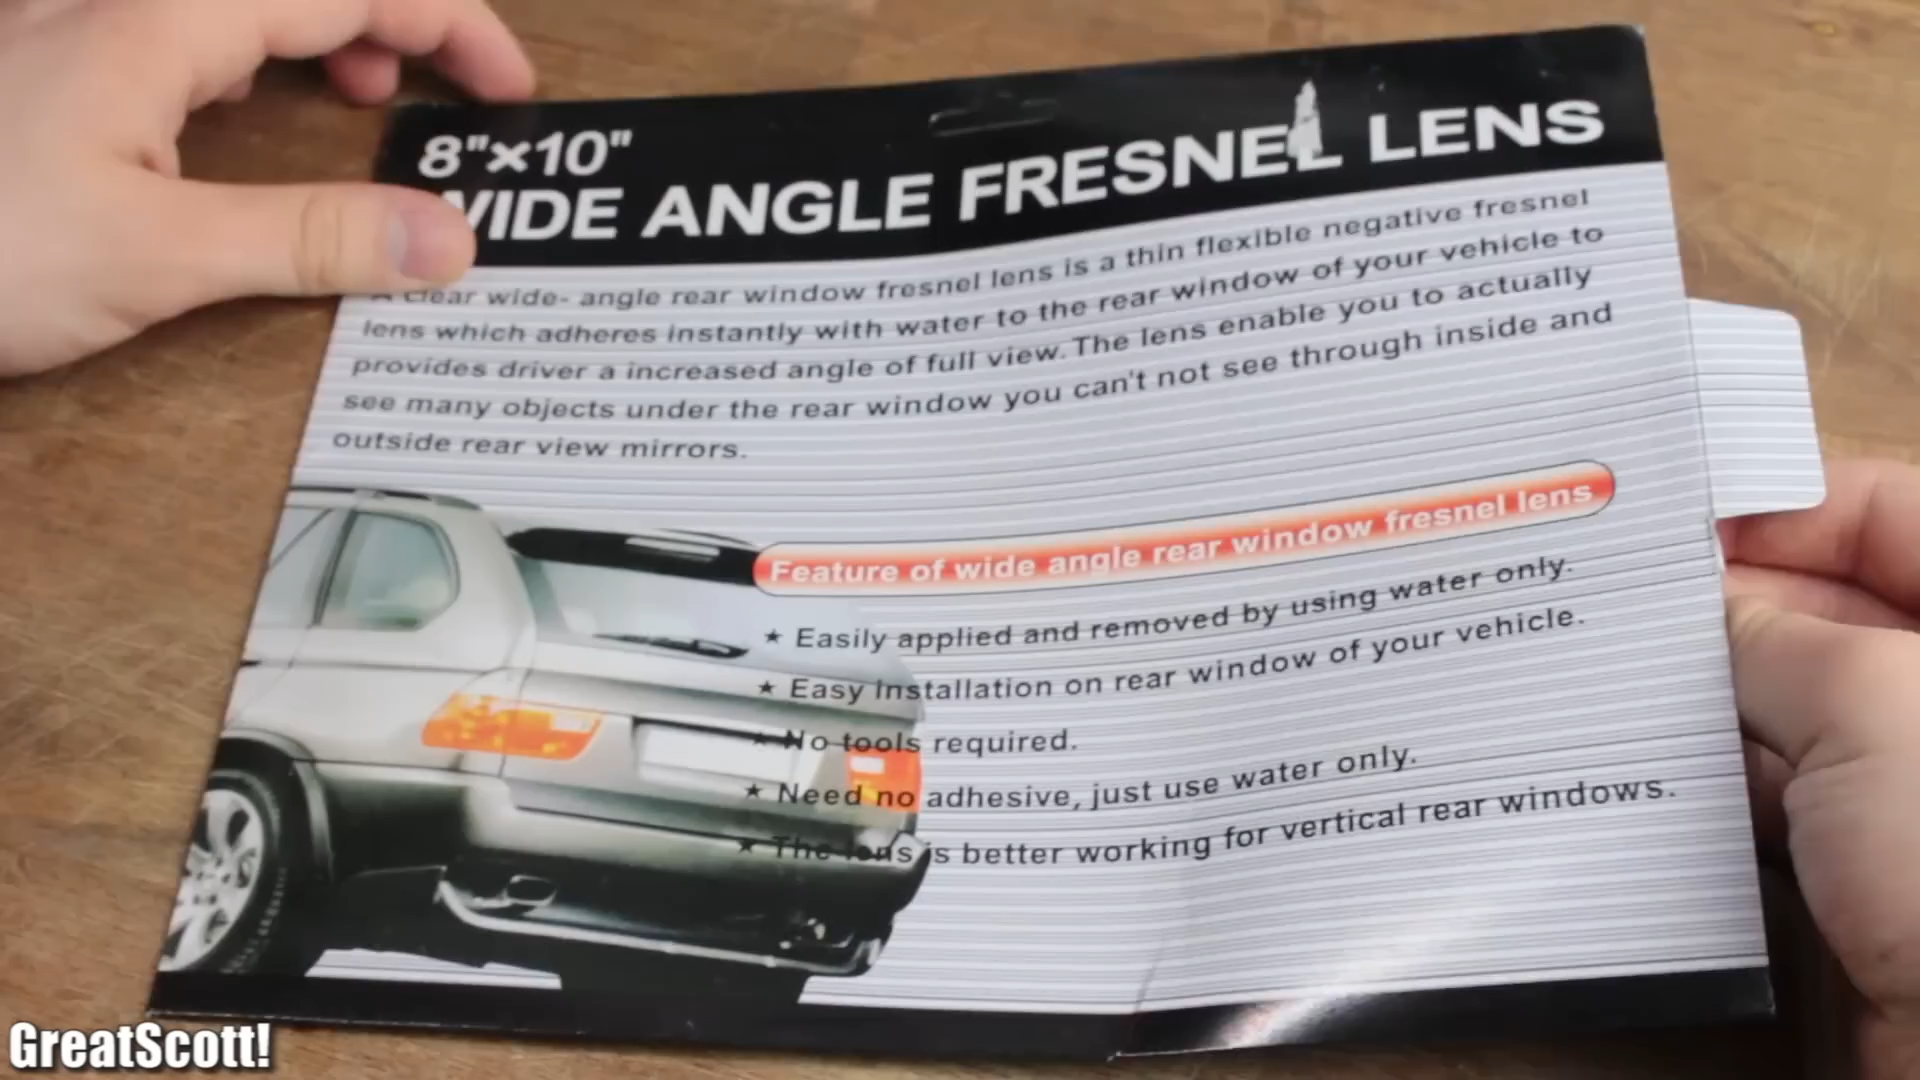 8"×10"
WIDE ANGLE FRESNEL LENS
A clear wide- angle rear window fresnel lens is a thin flexible negative fresnel
lens which adheres instantly with water to the rear window of your vehicle to
provides driver a increased angle of full view. The lens enable you to actually
see many objects under the rear window you can't not see through inside and
outside rear view mirrors.
Feature of wide angle rear window fresnel lens
★ Easily applied and removed by using water only.
★ Easy installation on rear window of your vehicle.
★ No tools required.
★ Need no adhesive, just use water only.
★ The lens is better working for vertical rear windows.
GreatScott!